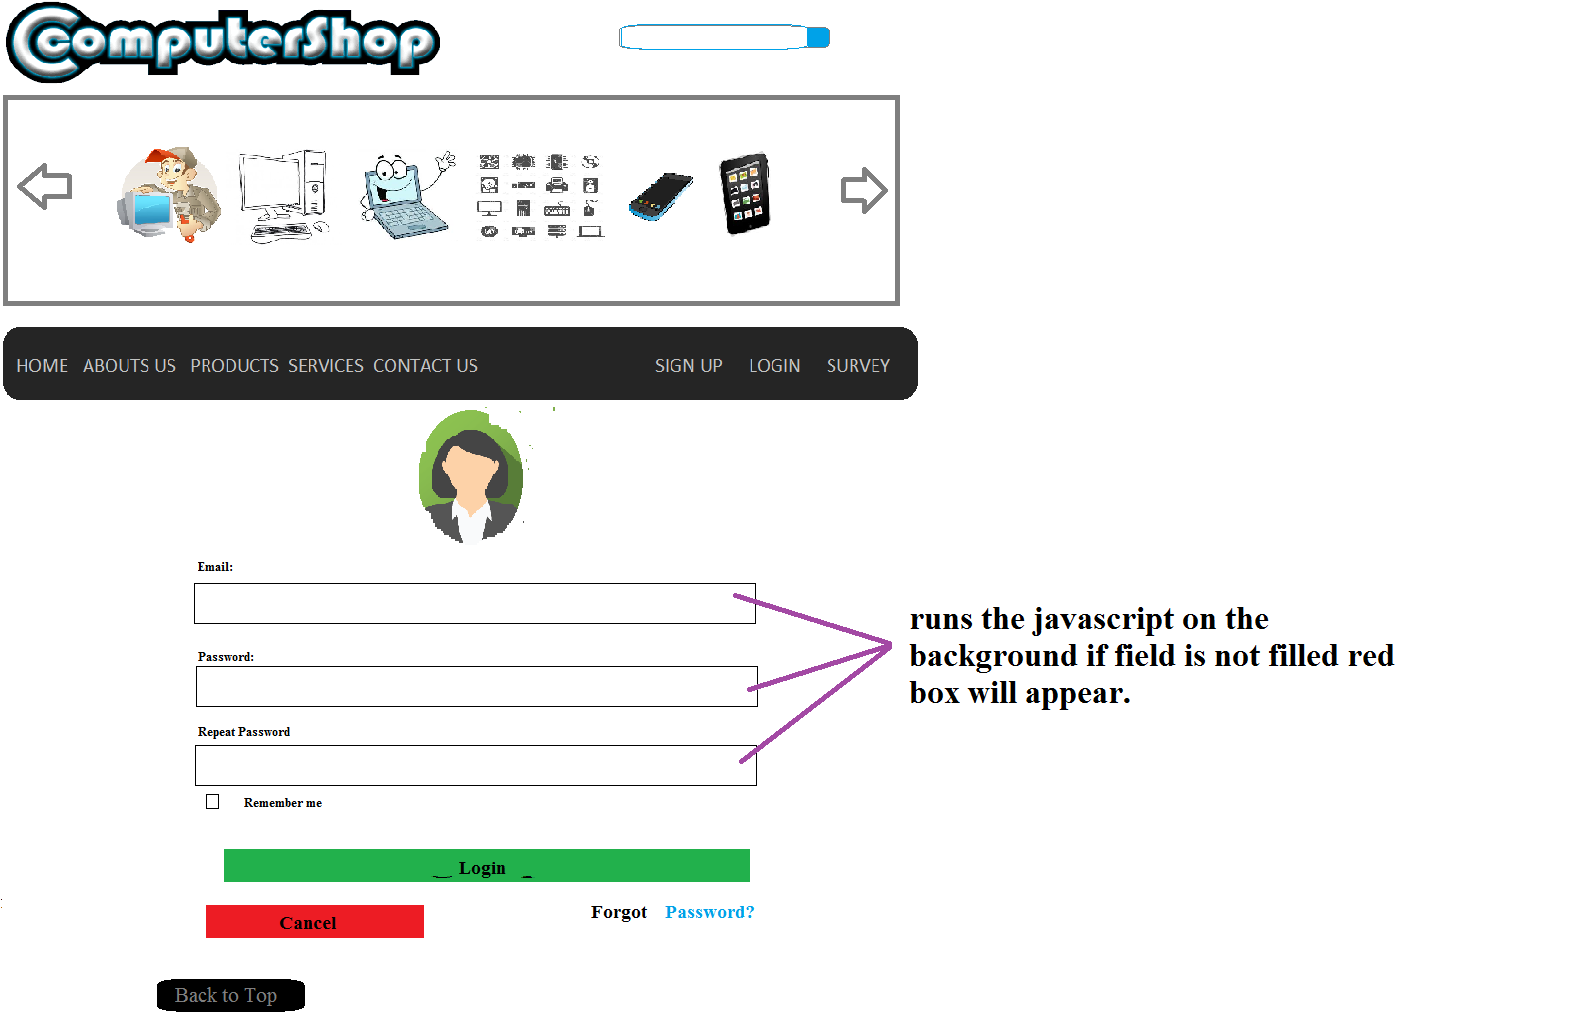 ComputerShop
HOME ABOUTS US PRODUCTS SERVICES CONTACT US SIGN UP LOGIN SURVEY
Email:
Password:
Repeat Password
Remember me
runs the javascript on the
background if field is not filled red
box will appear.
Login
Cancel
Forgot Password?
Back to Top